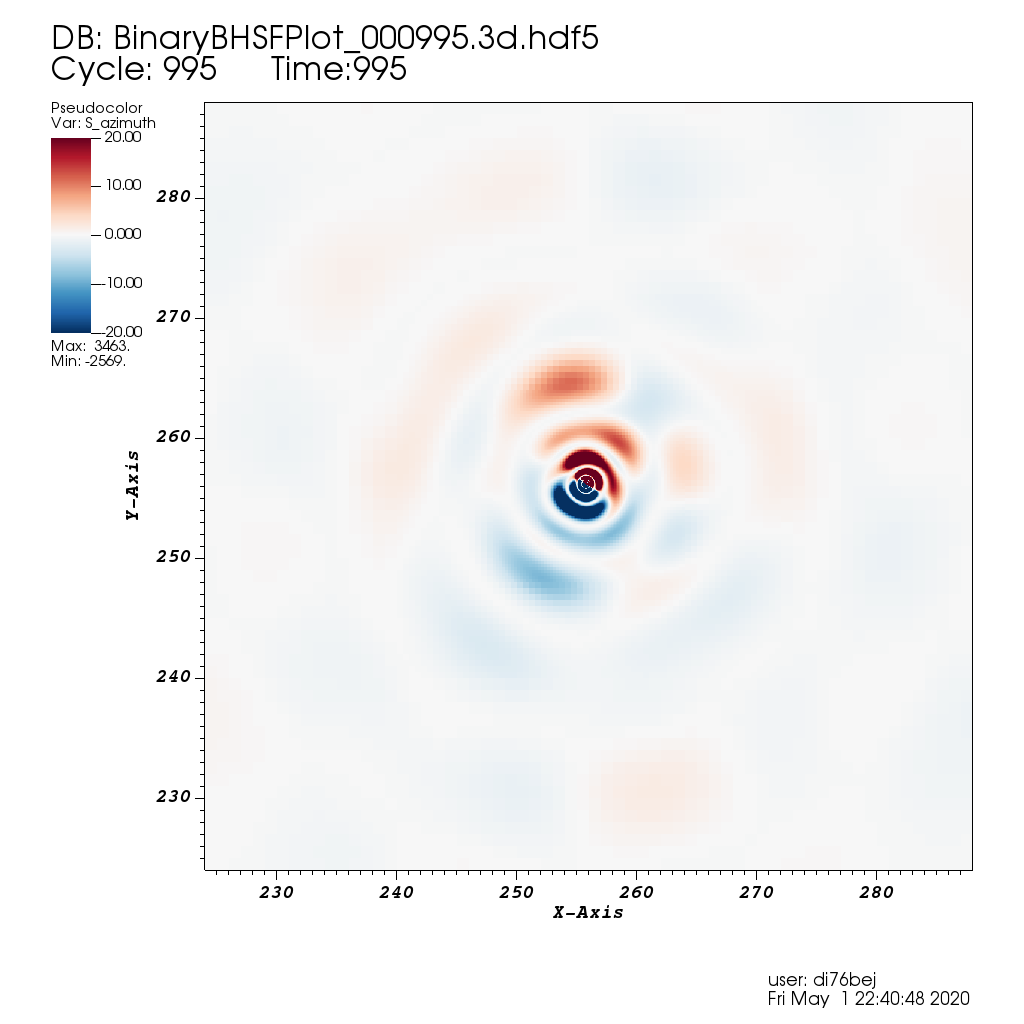 DB: BinaryBHSFPlot_000995.3d.hdf5
Cycle: 995 Time:995
Pseudocolor
Var: S_azimuth
20.00
10.00
0.000
-10.00
-20.00
Max: 3463.
Min: -2569.
Y-Axis
280
270
260
250
240
230
230 240 250 260 270 280
X-Axis
user: di76bej
Fri May 1 22:40:48 2020